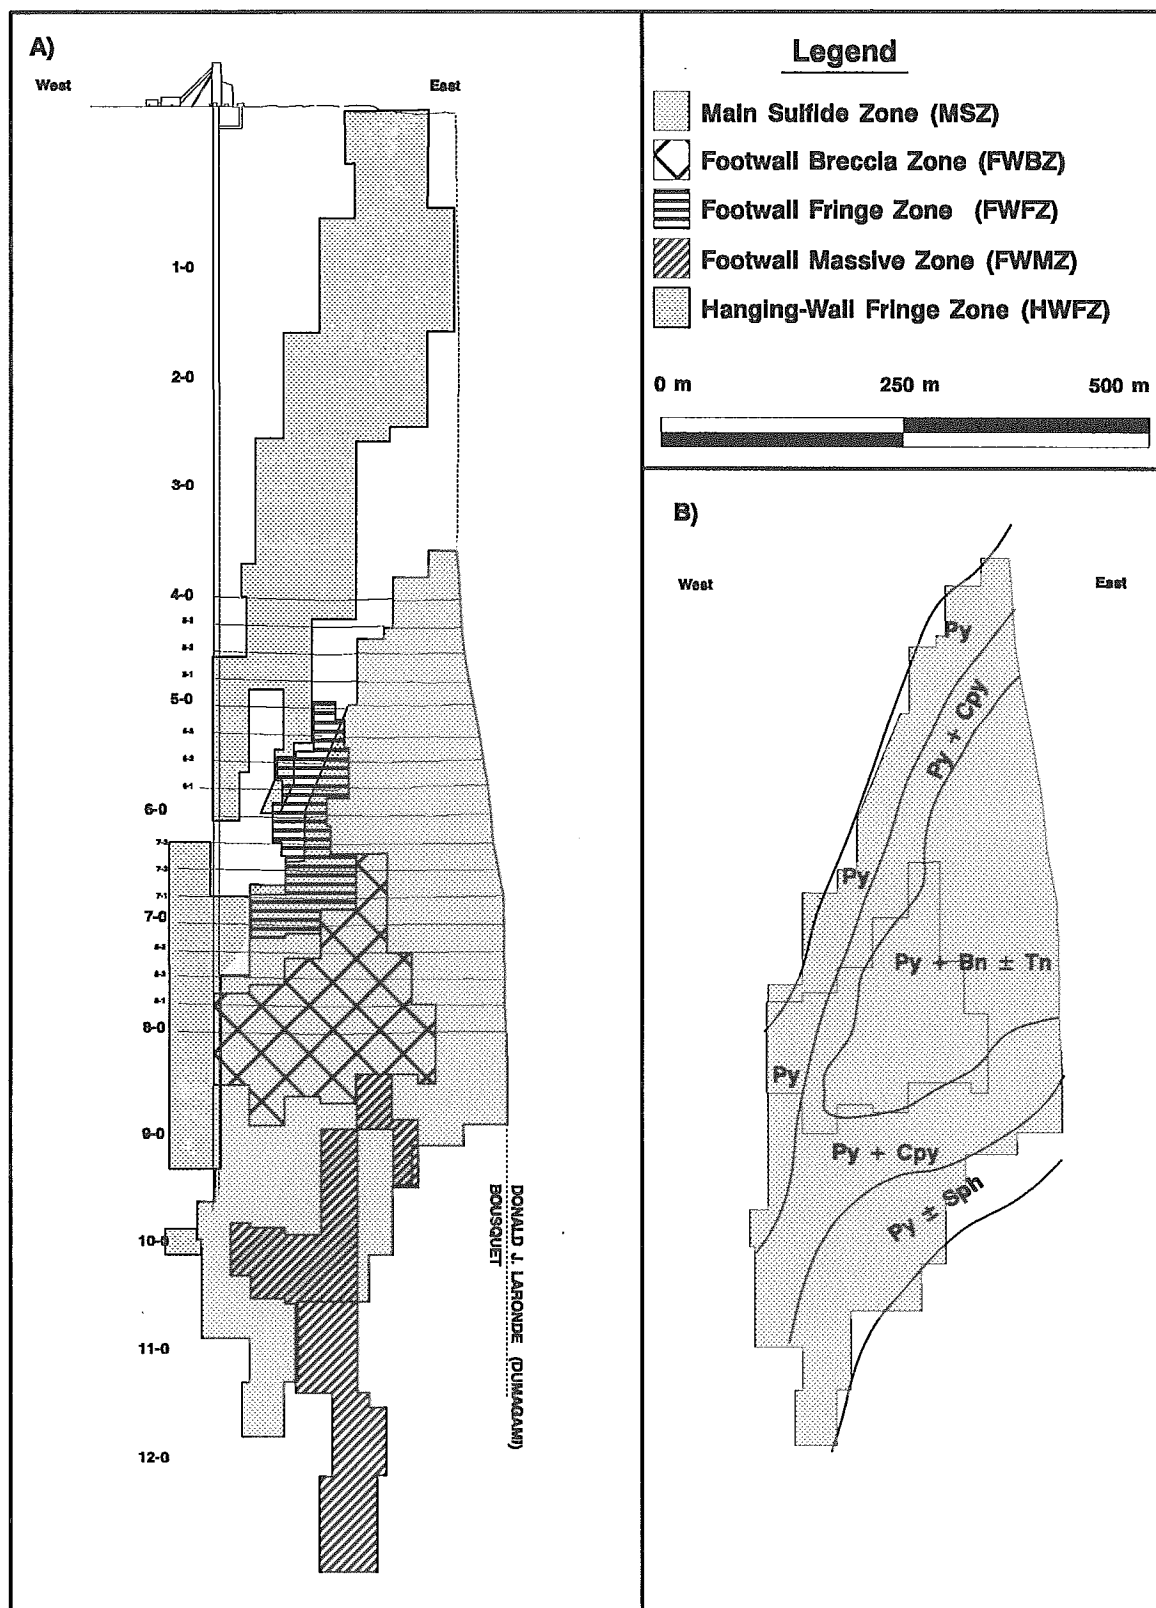 A)
West
East
1-0
2-0
3-0
4-0
5-0
6-0
7-0
8-0
9-0
10-0
11-0
12-0
DONALD J. LARONDE (DUMAGAMI)
BOUSQUET
Legend
Main Sulfide Zone (MSZ)
Footwall Breccia Zone (FWBZ)
Footwall Fringe Zone (FWFZ)
Footwall Massive Zone (FWMZ)
Hanging-Wall Fringe Zone (HWFZ)
0 m 250 m 500 m
B)
West
East
Py
Py + Cpy
Py
Py + Bn ± Tn
Py
Py + Cpy
Py ± Sph